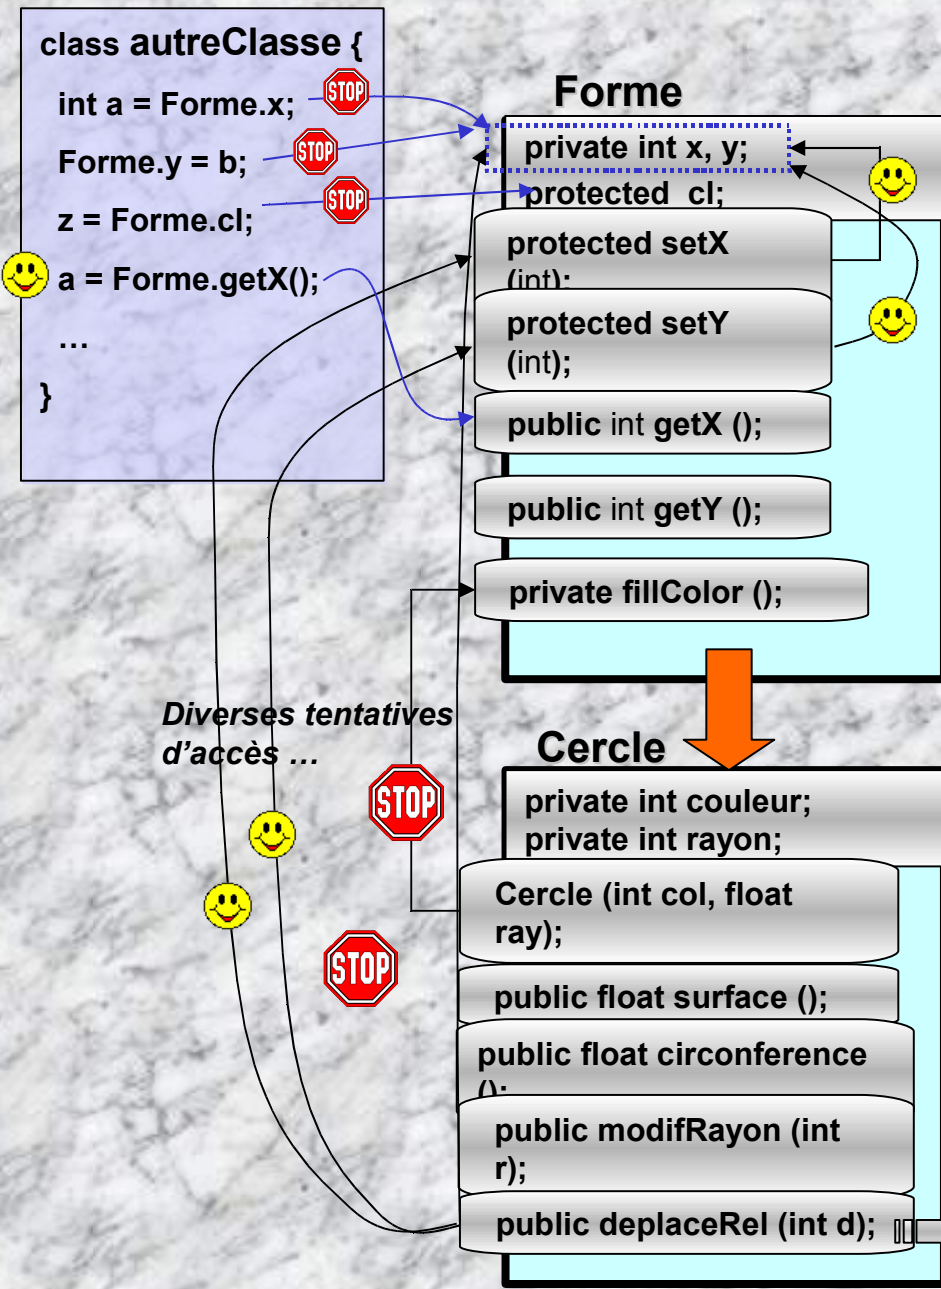 class autreClasse {
int a = Forme.x;
STOP
Forme.y = b;
STOP
z = Forme.cl;
STOP
a = Forme.getX();
…
}
Forme
private int x, y;
protected  cl;
protected setX
(int);
protected setY
(int);
public int getX ();
public int getY ();
private fillColor ();
Diverses tentatives
d’accès …
STOP
STOP
Cercle
private int couleur;
private int rayon;
Cercle (int col, float
ray);
public float surface ();
public float circonference
();
public modifRayon (int
r);
public deplaceRel (int d);